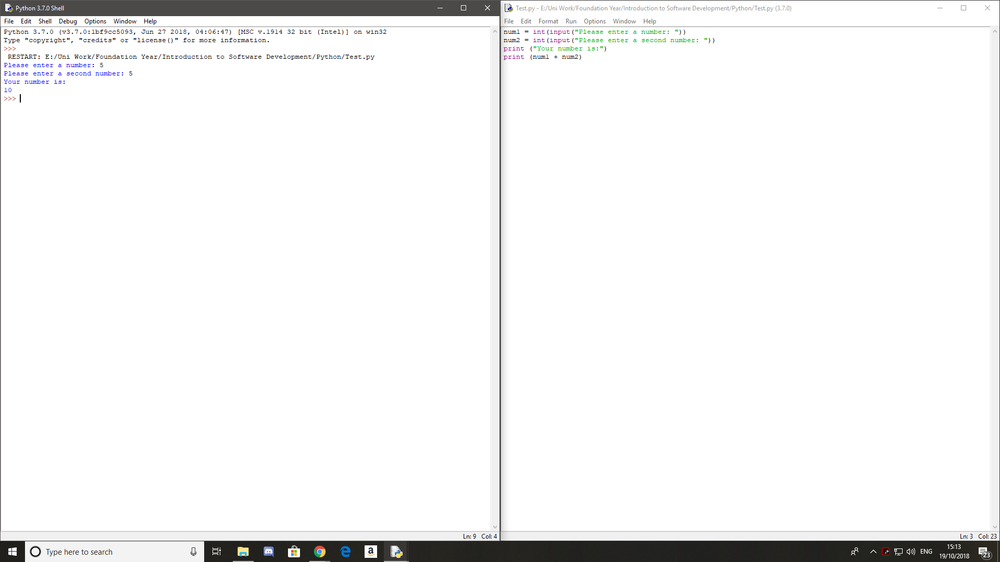 Python 3.7.0 Shell
File Edit Shell Debug Options Window Help
Python 3.7.0 (v3.7.0:1bf9cc5093, Jun 27 2018, 04:06:47) [MSC v.1914 32 bit (Intel)] on win32
Type "copyright", "credits" or "license()" for more information.
>>>
RESTART: E:/Uni Work/Foundation Year/Introduction to Software Development/Python/Test.py
Please enter a number: 5
Please enter a second number: 5
Your number is:
10
>>>
Ln: 9 Col: 4
Test.py - E:/Uni Work/Foundation Year/Introduction to Software Development/Python/Test.py (3.7.0)
File Edit Format Run Options Window Help
num1 = int(input("Please enter a number: "))
num2 = int(input("Please enter a second number: "))
print ("Your number is:")
print (num1 + num2)
Ln: 3 Col: 23
Type here to search
a
ENG
15:13
19/10/2018
23